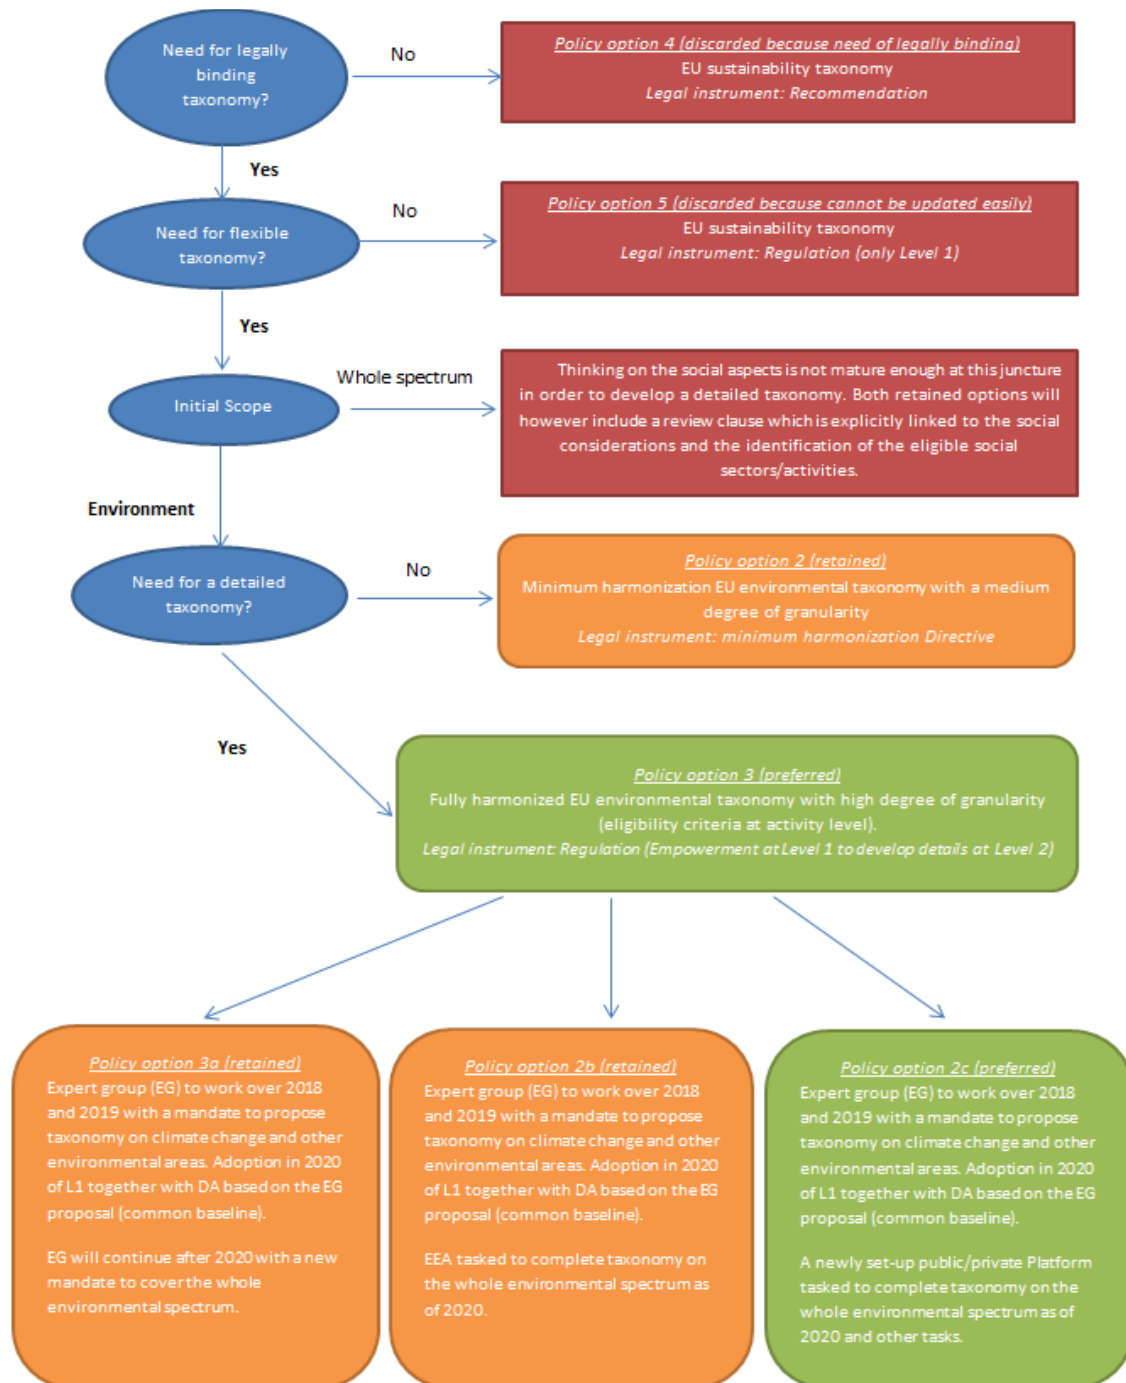 Need for legally
binding
taxonomy?
No
Policy option 4 (discarded because need of legally binding)
EU sustainability taxonomy
Legal instrument: Recommendation
Yes
Need for flexible
taxonomy?
No
Policy option 5 (discarded because cannot be updated easily)
EU sustainability taxonomy
Legal instrument: Regulation (only Level 1)
Yes
Initial Scope
Whole spectrum
Thinking on the social aspects is not mature enough at this juncture
in order to develop a detailed taxonomy. Both retained options will
however include a review clause which is explicitly linked to the social
considerations and the identification of the eligible social
sectors/activities.
Environment
Need for a detailed
taxonomy?
No
Policy option 2 (retained)
Minimum harmonization EU environmental taxonomy with a medium
degree of granularity
Legal instrument: minimum harmonization Directive
Yes
Policy option 3 (preferred)
Fully harmonized EU environmental taxonomy with high degree of granularity
(eligibility criteria at activity level).
Legal instrument: Regulation (Empowerment at Level 1 to develop details at Level 2)
Policy option 3a (retained)
Expert group (EG) to work over 2018
and 2019 with a mandate to propose
taxonomy on climate change and other
environmental areas. Adoption in 2020
of L1 together with DA based on the EG
proposal (common baseline).
EG will continue after 2020 with a new
mandate to cover the whole
environmental spectrum.
Policy option 2b (retained)
Expert group (EG) to work over 2018
and 2019 with a mandate to propose
taxonomy on climate change and other
environmental areas. Adoption in 2020
of L1 together with DA based on the EG
proposal (common baseline).
EEA tasked to complete taxonomy on
the whole environmental spectrum as
of 2020.
Policy option 2c (preferred)
Expert group (EG) to work over 2018
and 2019 with a mandate to propose
taxonomy on climate change and other
environmental areas. Adoption in 2020
of L1 together with DA based on the EG
proposal (common baseline).
A newly set-up public/private Platform
tasked to complete taxonomy on the
whole environmental spectrum as of
2020 and other tasks.